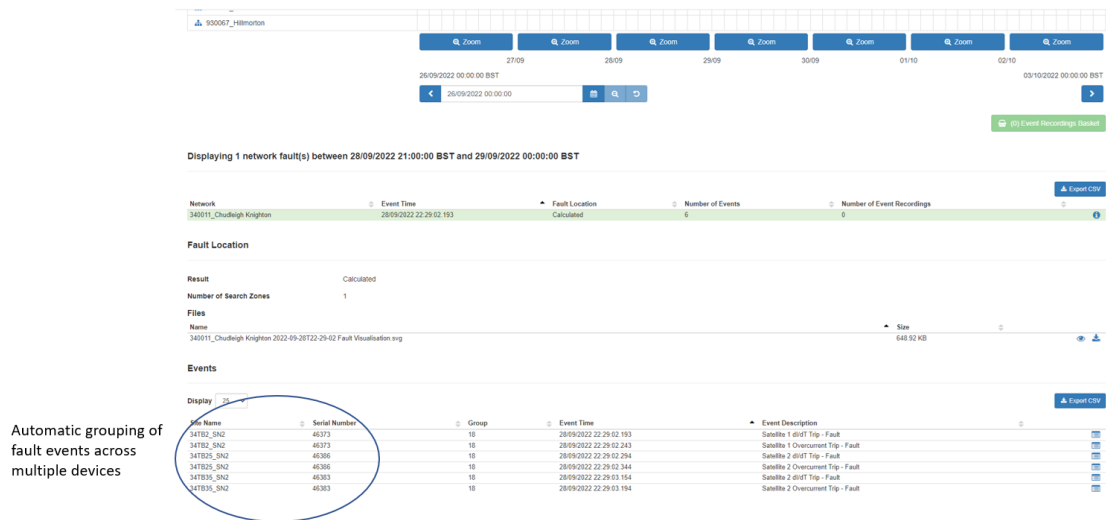 930067_Hillmorton
Zoom Zoom Zoom Zoom Zoom Zoom Zoom
27/09 28/09 29/09 30/09 01/10 02/10
26/09/2022 00:00:00 BST 03/10/2022 00:00:00 BST
26/09/2022 00:00:00
(0) Event Recordings Basket
Displaying 1 network fault(s) between 28/09/2022 21:00:00 BST and 29/09/2022 00:00:00 BST
Export CSV
Network Event Time Fault Location Number of Events Number of Event Recordings
340011_Chudleigh Knighton 28/09/2022 22:29:02.193 Calculated 6 0
Fault Location
Result Calculated
Number of Search Zones 1
Files
Name Size
340011_Chudleigh Knighton 2022-09-28T22-29-02 Fault Visualisation.svg 648.92 KB
Events
Display 25 Export CSV
Site Name Serial Number Group Event Time Event Description
34TB2_SN2 46373 18 28/09/2022 22:29:02.193 Satellite 1 dI/dT Trip - Fault
34TB2_SN2 46373 18 28/09/2022 22:29:02.243 Satellite 1 Overcurrent Trip - Fault
34TB25_SN2 46386 18 28/09/2022 22:29:02.294 Satellite 2 dI/dT Trip - Fault
34TB25_SN2 46386 18 28/09/2022 22:29:02.344 Satellite 2 Overcurrent Trip - Fault
34TB35_SN2 46383 18 28/09/2022 22:29:03.154 Satellite 2 dI/dT Trip - Fault
34TB35_SN2 46383 18 28/09/2022 22:29:03.194 Satellite 2 Overcurrent Trip - Fault
Automatic grouping of
fault events across
multiple devices